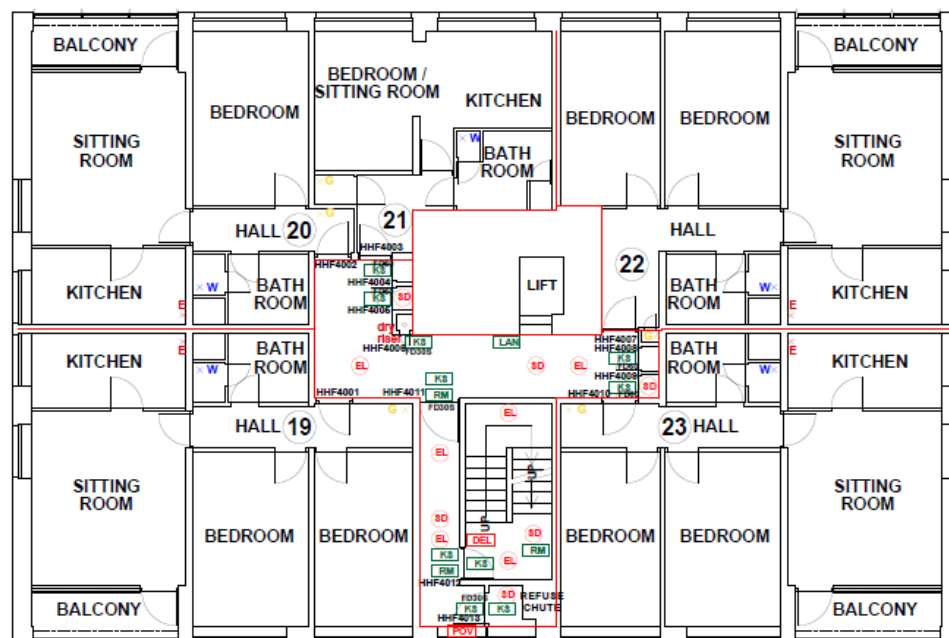 BALCONY
BEDROOM /
SITTING ROOM
KITCHEN
BALCONY
SITTING
ROOM
BEDROOM
W
BATH
ROOM
BEDROOM
BEDROOM
SITTING
ROOM
G
G
HALL
20
21
HHF4003
HALL
22
HHF4002
KS
HHF4004
KS
HHF4005
SD
LIFT
KITCHEN
W
BATH
ROOM
E
BATH
ROOM
W
KITCHEN
E
dry
riser
KS
HHF4006
FD30S
LAN
HHF4007
G
HHF4008
KS
KITCHEN
E
W
BATH
ROOM
EL
SD
EL
HHF4009
KS
SD
HHF4010
BATH
ROOM
W
E
KITCHEN
HHF4001
KS
HHF4011
RM
FD30S
G
EL
G
HALL
19
23
HALL
EL
UP
SITTING
ROOM
BEDROOM
BEDROOM
SD
EL
UP
DEL
SD
BEDROOM
BEDROOM
SITTING
ROOM
KS
RM
KS
EL
RM
HHF4012
BALCONY
FD30S
KS
HHF4013
SD
KS
REFUSE
CHUTE
POV
BALCONY